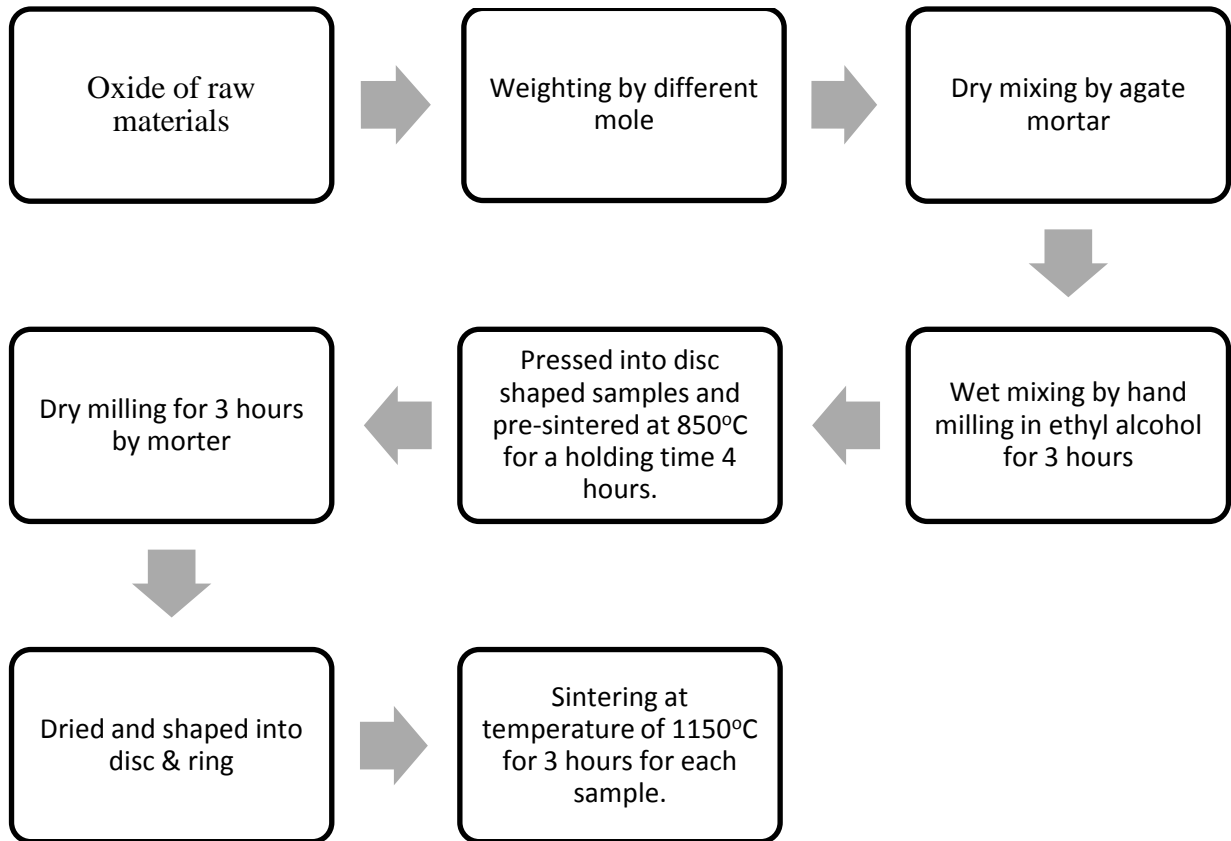 Oxide of raw
materials
Weighting by different
mole
Dry mixing by agate
mortar
Wet mixing by hand
milling in ethyl alcohol
for 3 hours
Pressed into disc
shaped samples and
pre-sintered at 850°C
for a holding time 4
hours.
Dry milling for 3 hours
by morter
Dried and shaped into
disc & ring
Sintering at
temperature of 1150°C
for 3 hours for each
sample.